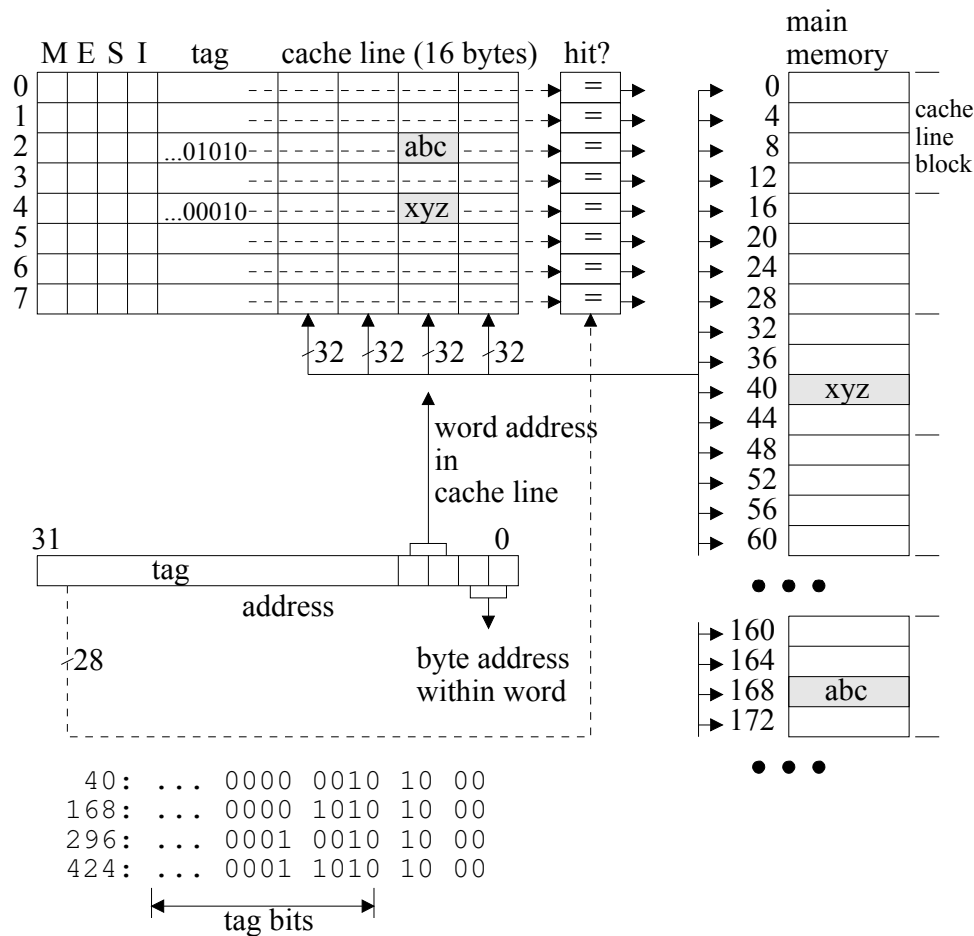 main
memory
M E S I tag cache line (16 bytes) hit?
0 = 0
1 = 4
cache
line
block
2 ...01010 abc = 8
3 = 12
4 ...00010 xyz = 16
5 = 20
6 = 24
7 = 28
32 32 32 32 32
36
40 xyz
44
word address
in
cache line
48
52
56
60
31 0
tag
address
28
byte address
within word
160
164
168 abc
172
40: ... 0000 0010 10 00
168: ... 0000 1010 10 00
296: ... 0001 0010 10 00
424: ... 0001 1010 10 00
tag bits